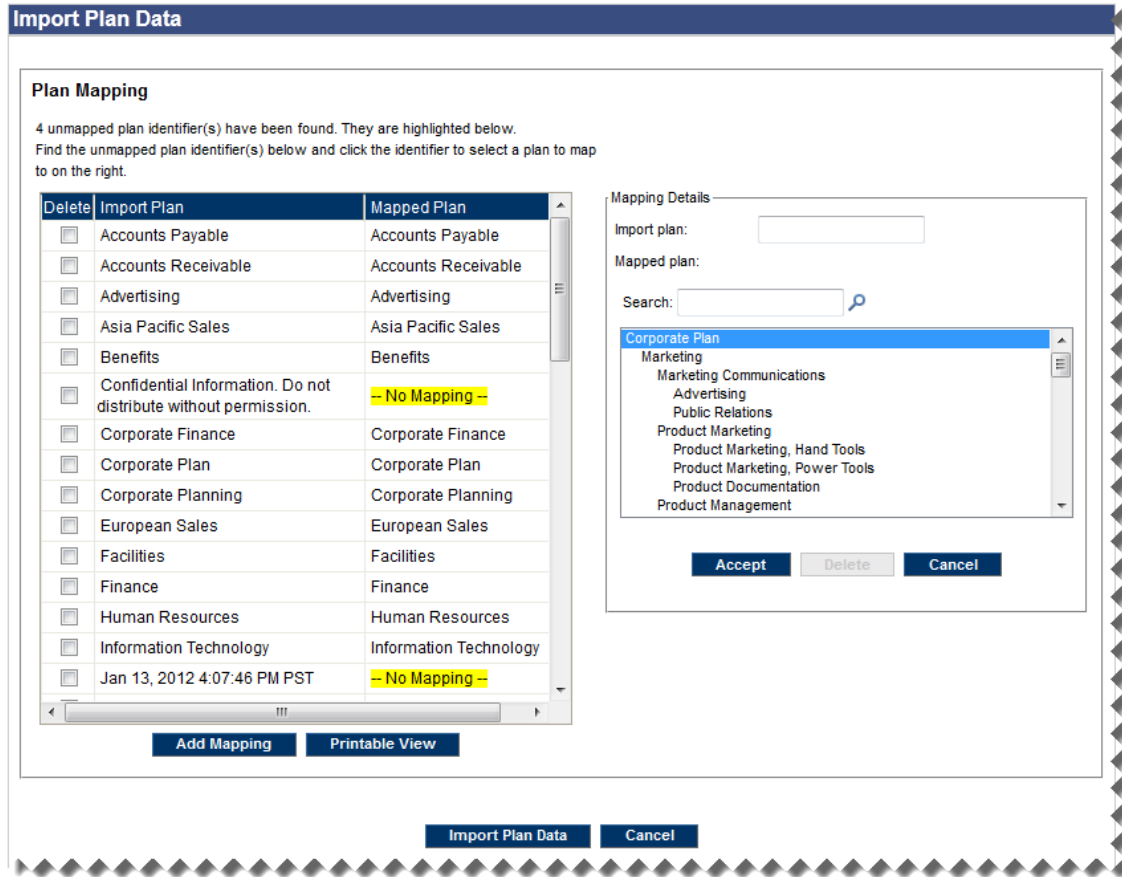 Import Plan Data
Plan Mapping
4 unmapped plan identifier(s) have been found. They are highlighted below.
Find the unmapped plan identifier(s) below and click the identifier to select a plan to map
to on the right.
Delete Import Plan Mapped Plan
Accounts Payable Accounts Payable
Accounts Receivable Accounts Receivable
Advertising Advertising
Asia Pacific Sales Asia Pacific Sales
Benefits Benefits
Confidential Information. Do not
distribute without permission. -- No Mapping --
Corporate Finance Corporate Finance
Corporate Plan Corporate Plan
Corporate Planning Corporate Planning
European Sales European Sales
Facilities Facilities
Finance Finance
Human Resources Human Resources
Information Technology Information Technology
Jan 13, 2012 4:07:46 PM PST -- No Mapping --
Add Mapping Printable View
Mapping Details
Import plan:
Mapped plan:
Search:
Corporate Plan
Marketing
Marketing Communications
Advertising
Public Relations
Product Marketing
Product Marketing, Hand Tools
Product Marketing, Power Tools
Product Documentation
Product Management
Accept Delete Cancel
Import Plan Data Cancel